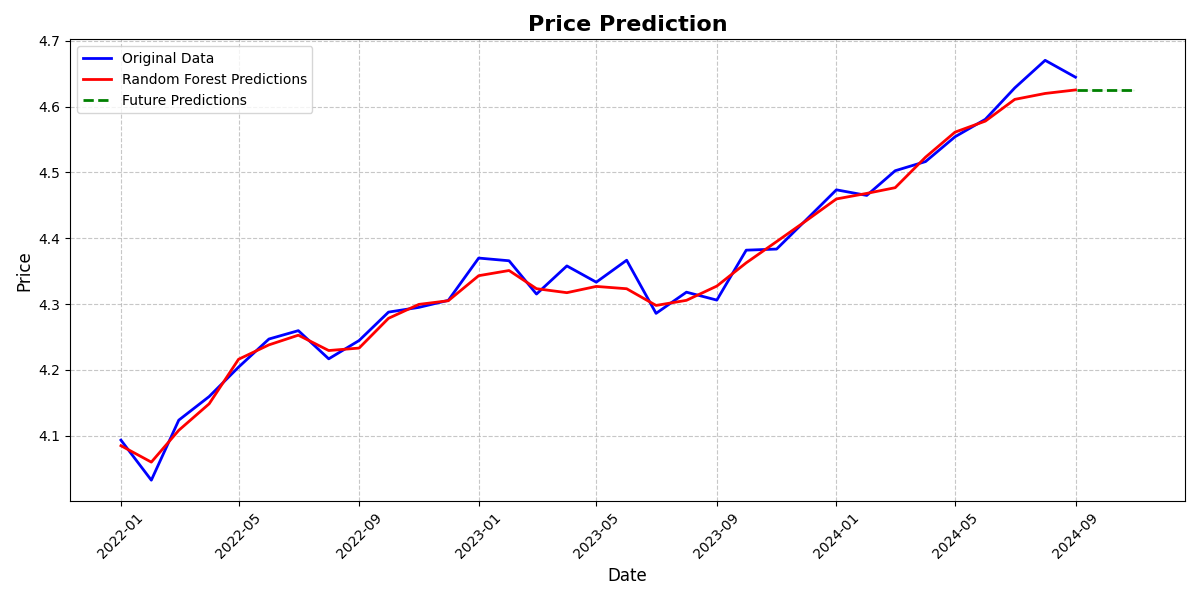 Price Prediction
Original Data
Random Forest Predictions
Future Predictions
Price
4.7
4.6
4.5
4.4
4.3
4.2
4.1
2022-01
2022-05
2022-09
2023-01
2023-05
2023-09
2024-01
2024-05
2024-09
Date